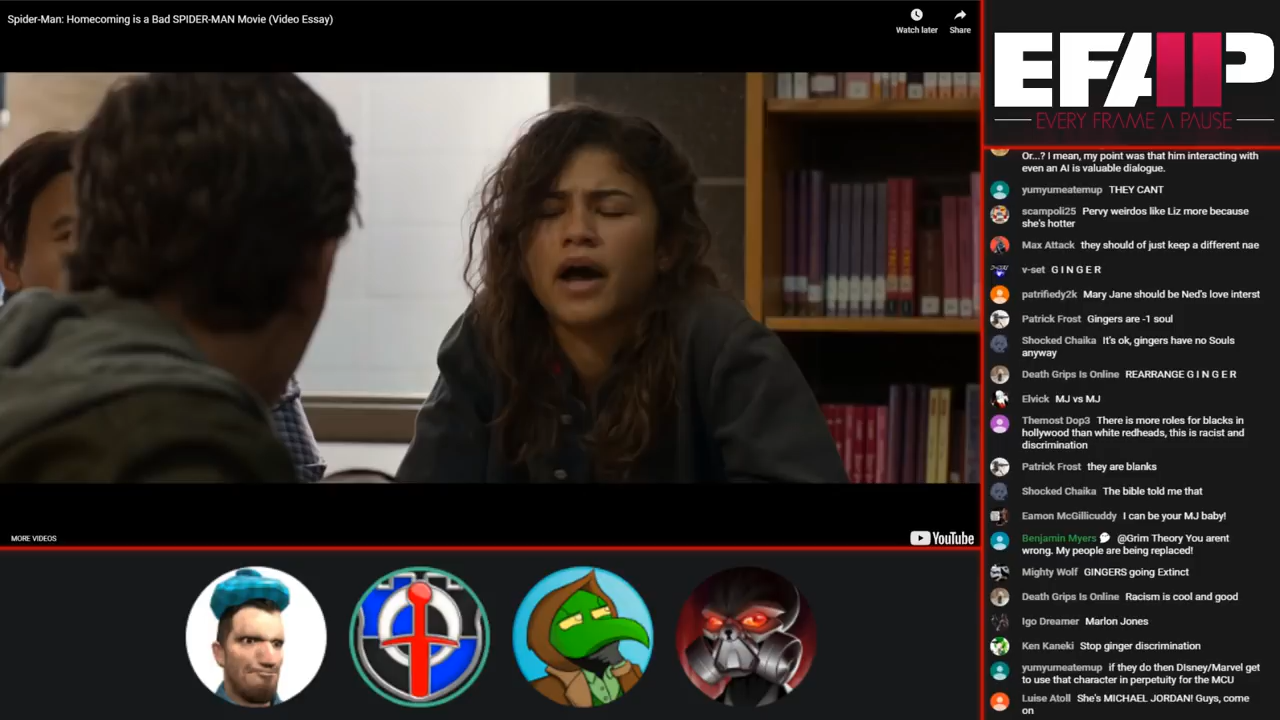 Spider-Man: Homecoming is a Bad SPIDER-MAN Movie (Video Essay)
Watch later
Share
MORE VIDEOS
YouTube
EFAP
EVERY FRAME A PAUSE
Or...? I mean, my point was that him interacting with
even an AI is valuable dialogue.
yumyumeatemup THEY CANT
scampoli25 Pervy weirdos like Liz more because
she's hotter
Max Attack they should of just keep a different nae
v-set G I N G E R
patrifiedy2k Mary Jane should be Ned's love interst
Patrick Frost Gingers are -1 soul
Shocked Chaika It's ok, gingers have no Souls
anyway
Death Grips Is Online REARRANGE G I N G E R
Elvick MJ vs MJ
Themost Dop3 There is more roles for blacks in
hollywood than white redheads, this is racist and
discrimination
Patrick Frost they are blanks
Shocked Chaika The bible told me that
Eamon McGillicuddy I can be your MJ baby!
Benjamin Myers @Grim Theory You arent
wrong. My people are being replaced!
Mighty Wolf GINGERS going Extinct
Death Grips Is Online Racism is cool and good
Igo Dreamer Marlon Jones
Ken Kaneki Stop ginger discrimination
yumyumeatemup if they do then DIsney/Marvel get
to use that character in perpetuity for the MCU
Luise Atoll She's MICHAEL JORDAN! Guys, come
on